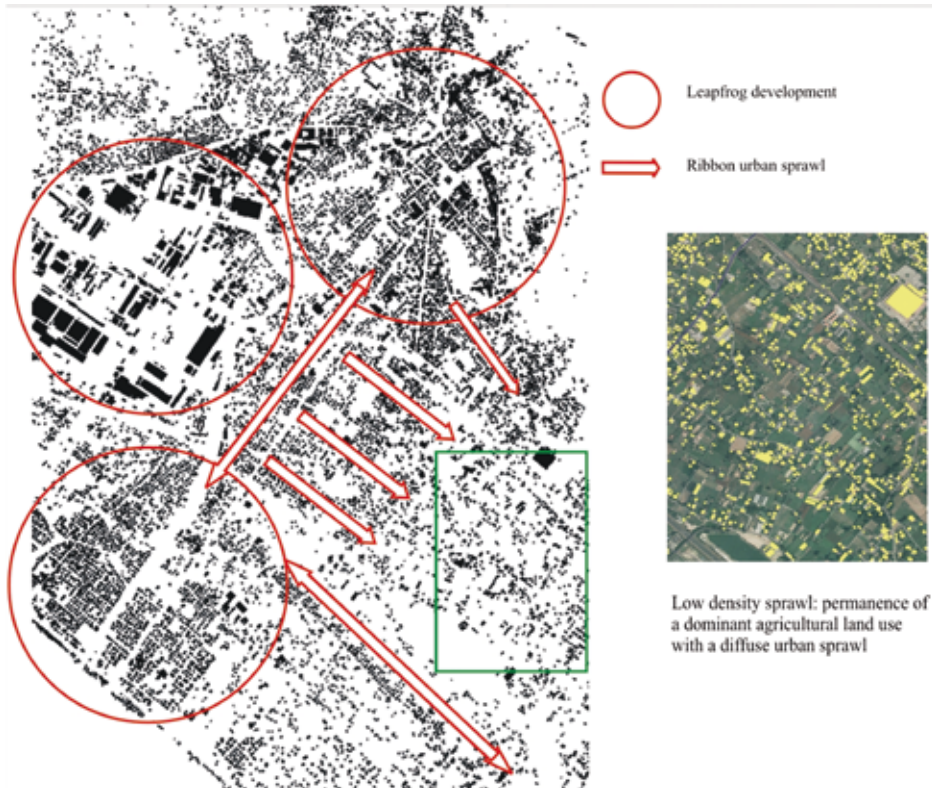 Leapfrog development
Ribbon urban sprawl
Low density sprawl: permanence of
a dominant agricultural land use
with a diffuse urban sprawl